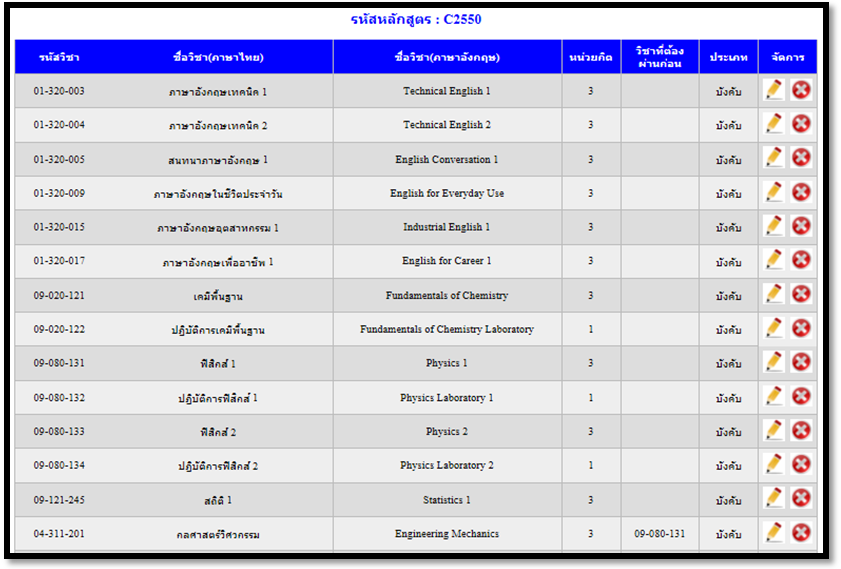 รหัสหลักสูตร : C2550
รหัสวิชา ชื่อวิชา(ภาษาไทย) ชื่อวิชา(ภาษาอังกฤษ) หน่วยกิต วิชาที่ต้องผ่านก่อน ประเภท จัดการ
01-320-003 ภาษาอังกฤษเทคนิค 1 Technical English 1 3 บังคับ
01-320-004 ภาษาอังกฤษเทคนิค 2 Technical English 2 3 บังคับ
01-320-005 สนทนาภาษาอังกฤษ 1 English Conversation 1 3 บังคับ
01-320-009 ภาษาอังกฤษในชีวิตประจำวัน English for Everyday Use 3 บังคับ
01-320-015 ภาษาอังกฤษอุตสาหกรรม 1 Industrial English 1 3 บังคับ
01-320-017 ภาษาอังกฤษเพื่ออาชีพ 1 English for Career 1 3 บังคับ
09-020-121 เคมีพื้นฐาน Fundamentals of Chemistry 3 บังคับ
09-020-122 ปฏิบัติการเคมีพื้นฐาน Fundamentals of Chemistry Laboratory 1 บังคับ
09-080-131 ฟิสิกส์ 1 Physics 1 3 บังคับ
09-080-132 ปฏิบัติการฟิสิกส์ 1 Physics Laboratory 1 1 บังคับ
09-080-133 ฟิสิกส์ 2 Physics 2 3 บังคับ
09-080-134 ปฏิบัติการฟิสิกส์ 2 Physics Laboratory 2 1 บังคับ
09-121-245 สถิติ 1 Statistics 1 3 บังคับ
04-311-201 กลศาสตร์วิศวกรรม Engineering Mechanics 3 09-080-131 บังคับ